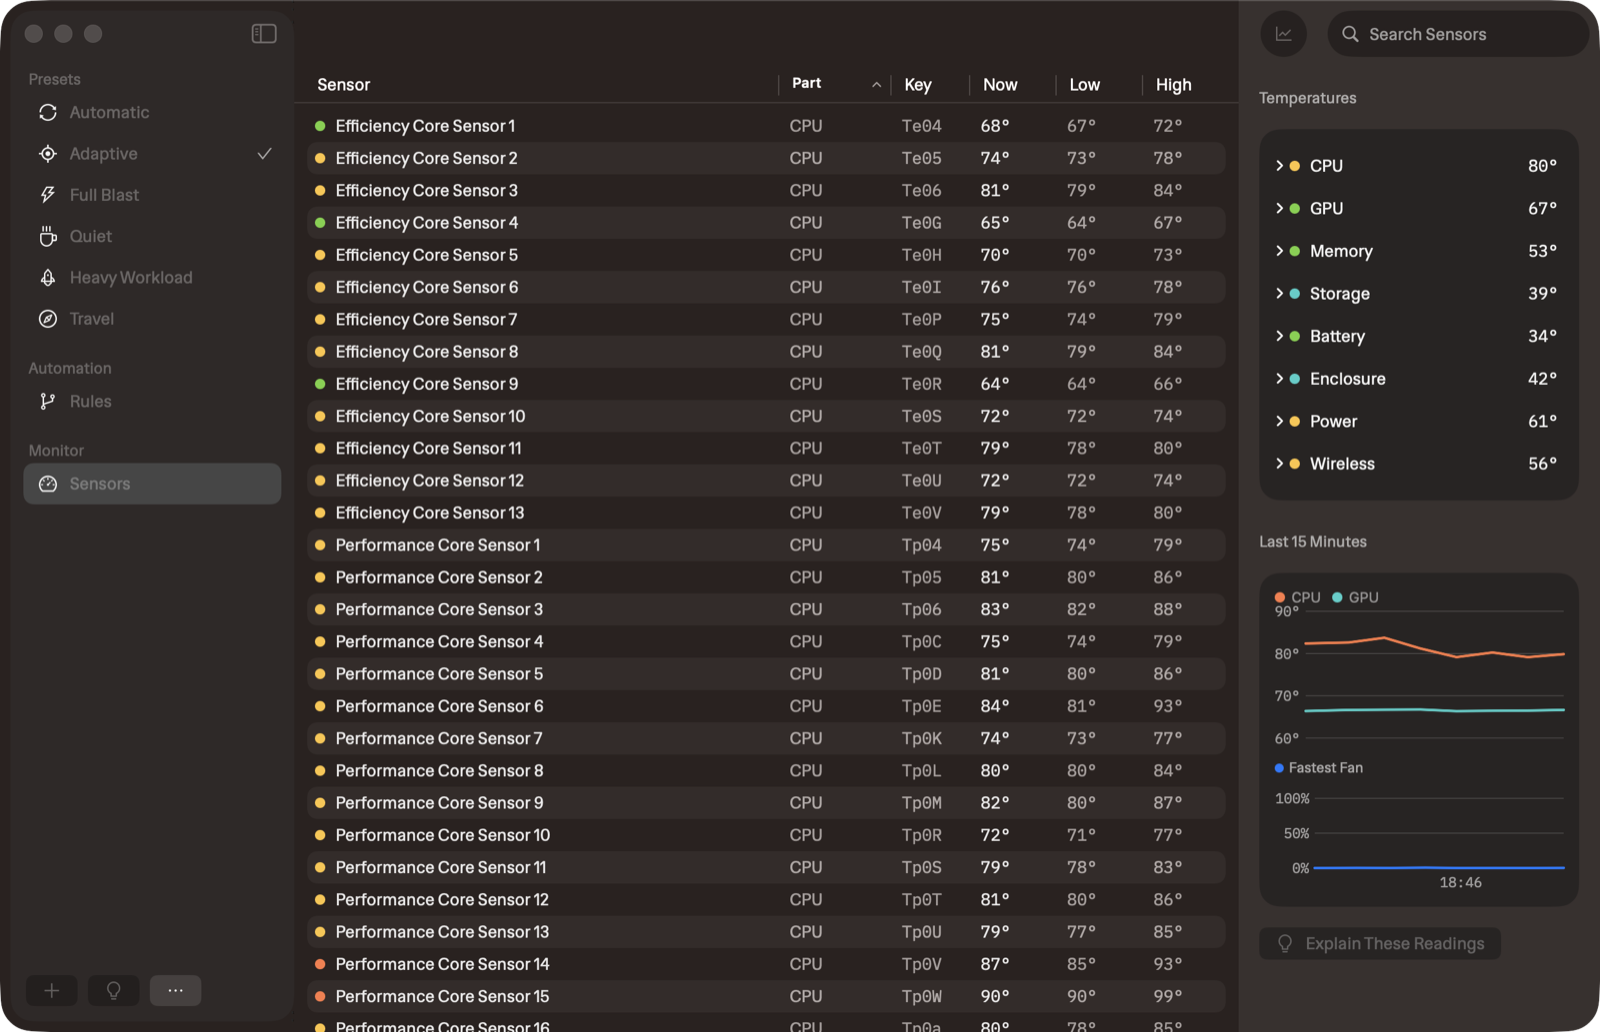 Presets
Automatic
Adaptive
Full Blast
Quiet
Heavy Workload
Travel
Automation
Rules
Monitor
Sensors
Sensor Part Key Now Low High
Efficiency Core Sensor 1 CPU Te04 68° 67° 72°
Efficiency Core Sensor 2 CPU Te05 74° 73° 78°
Efficiency Core Sensor 3 CPU Te06 81° 79° 84°
Efficiency Core Sensor 4 CPU Te0G 65° 64° 67°
Efficiency Core Sensor 5 CPU Te0H 70° 70° 73°
Efficiency Core Sensor 6 CPU Te0I 76° 76° 78°
Efficiency Core Sensor 7 CPU Te0P 75° 74° 79°
Efficiency Core Sensor 8 CPU Te0Q 81° 79° 84°
Efficiency Core Sensor 9 CPU Te0R 64° 64° 66°
Efficiency Core Sensor 10 CPU Te0S 72° 72° 74°
Efficiency Core Sensor 11 CPU Te0T 79° 78° 80°
Efficiency Core Sensor 12 CPU Te0U 72° 72° 74°
Efficiency Core Sensor 13 CPU Te0V 79° 78° 80°
Performance Core Sensor 1 CPU Tp04 75° 74° 79°
Performance Core Sensor 2 CPU Tp05 81° 80° 86°
Performance Core Sensor 3 CPU Tp06 83° 82° 88°
Performance Core Sensor 4 CPU Tp0C 75° 74° 79°
Performance Core Sensor 5 CPU Tp0D 81° 80° 86°
Performance Core Sensor 6 CPU Tp0E 84° 81° 93°
Performance Core Sensor 7 CPU Tp0K 74° 73° 77°
Performance Core Sensor 8 CPU Tp0L 80° 80° 84°
Performance Core Sensor 9 CPU Tp0M 82° 80° 87°
Performance Core Sensor 10 CPU Tp0R 72° 71° 77°
Performance Core Sensor 11 CPU Tp0S 79° 78° 83°
Performance Core Sensor 12 CPU Tp0T 81° 80° 86°
Performance Core Sensor 13 CPU Tp0U 79° 77° 85°
Performance Core Sensor 14 CPU Tp0V 87° 85° 93°
Performance Core Sensor 15 CPU Tp0W 90° 90° 99°
Performance Core Sensor 16 CPU Tp0a 80° 78° 85°
Search Sensors
Temperatures
CPU 80°
GPU 67°
Memory 53°
Storage 39°
Battery 34°
Enclosure 42°
Power 61°
Wireless 56°
Last 15 Minutes
CPU GPU
90°
80°
70°
60°
Fastest Fan
100%
50%
0%
18:46
Explain These Readings